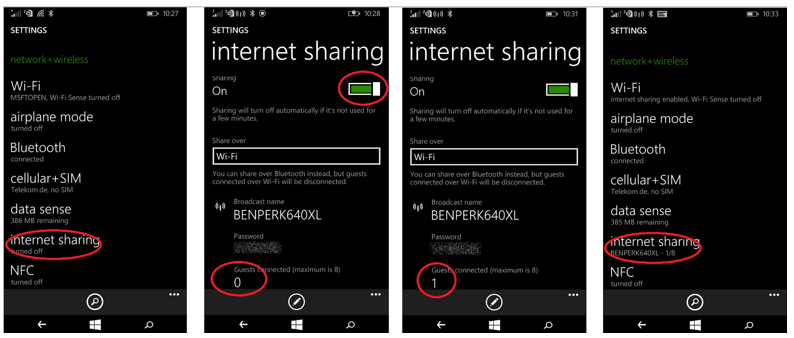 10:27
SETTINGS
network+wireless
Wi-Fi
MSFTOPEN, Wi-Fi Sense turned off
airplane mode
turned off
Bluetooth
connected
cellular+SIM
Telekom.de, no SIM
data sense
386 MB remaining
internet sharing
turned off
NFC
turned off
10:28
SETTINGS
internet sharing
Sharing
On
Sharing will turn off automatically if it's not used for
a few minutes.
Share over
Wi-Fi
You can share over Bluetooth instead, but guests
connected over Wi-Fi will be disconnected.
Broadcast name
BENPERK640XL
Password
Guests connected (maximum is 8)
0
10:31
SETTINGS
internet sharing
Sharing
On
Sharing will turn off automatically if it's not used for
a few minutes.
Share over
Wi-Fi
You can share over Bluetooth instead, but guests
connected over Wi-Fi will be disconnected.
Broadcast name
BENPERK640XL
Password
Guests connected (maximum is 8)
1
10:33
SETTINGS
network+wireless
Wi-Fi
internet sharing enabled, Wi-Fi Sense turned off
airplane mode
turned off
Bluetooth
connected
cellular+SIM
Telekom.de, no SIM
data sense
385 MB remaining
internet sharing
BENPERK640XL - 1/8
NFC
turned off